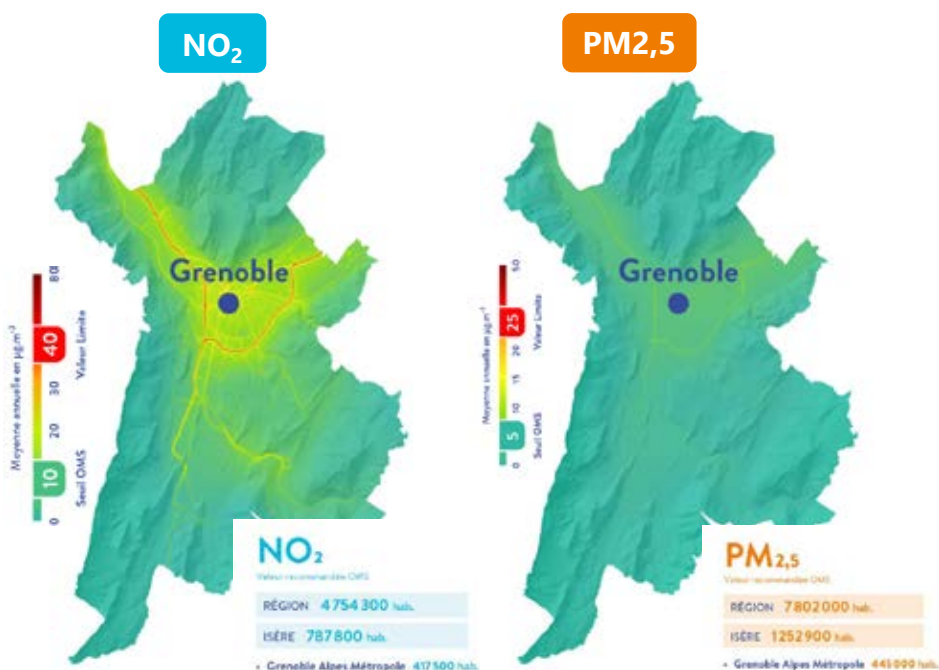 NO₂
PM2,5
Grenoble
Moyenne annuelle en µg.m⁻³
80
40
30
20
10
0
Valeur Limite
Seuil OMS
Grenoble
Moyenne annuelle en µg.m⁻³
50
25
20
15
10
5
0
Valeur Limite
Seuil OMS
NO₂
Valeur recommandée OMS
RÉGION 4 754 300 hab.
ISÈRE 787 800 hab.
• Grenoble Alpes Métropole 417 500 hab.
PM2,5
Valeur recommandée OMS
RÉGION 7 802 000 hab.
ISÈRE 1 252 900 hab.
• Grenoble Alpes Métropole 445 000 hab.